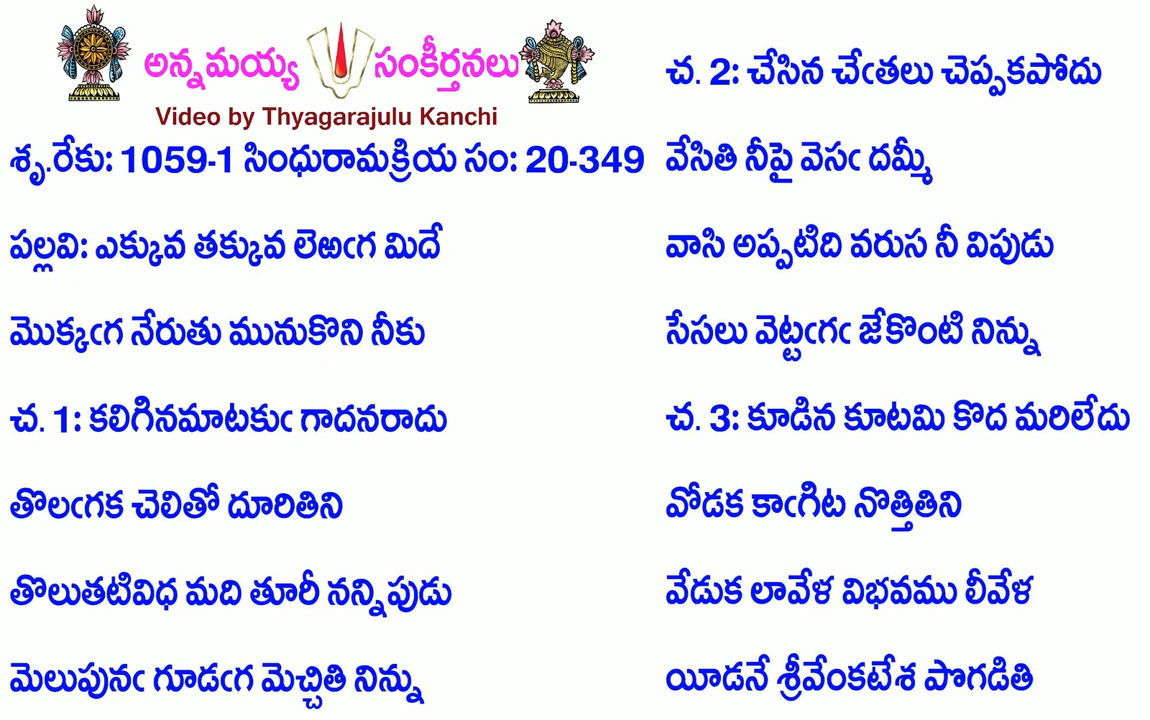 అన్నమయ్య సంకీర్తనలు
Video by Thyagarajulu Kanchi
శృ.రేకు: 1059-1 సింధురామక్రియ సం: 20-349
పల్లవి: ఎక్కువ తక్కువ లెఱఁగ మిదే
మొక్కఁగ నేరుతు మునుకొని నీకు
చ. 1: కలిగినమాటకుఁ గాదనరాదు
తొలఁగక చెలితో దూరితిని
తొలుతటివిధ మది తూరీ నన్నిపుడు
మెలుపునఁ గూడఁగ మెచ్చితి నిన్ను
చ. 2: చేసిన చేఁతలు చెప్పకపోదు
వేసితి నీపై వెసఁ దమ్మీ
వాసి అప్పటిది వరుస నీ విపుడు
సేసలు వెట్టఁగఁ జేకొంటి నిన్ను
చ. 3: కూడిన కూటమి కొద మరిలేదు
వోడక కాఁగిట నొత్తితిని
వేడుక లావేళ విభవము లీవేళ
యీడనే శ్రీవేంకటేశ పొగడితి